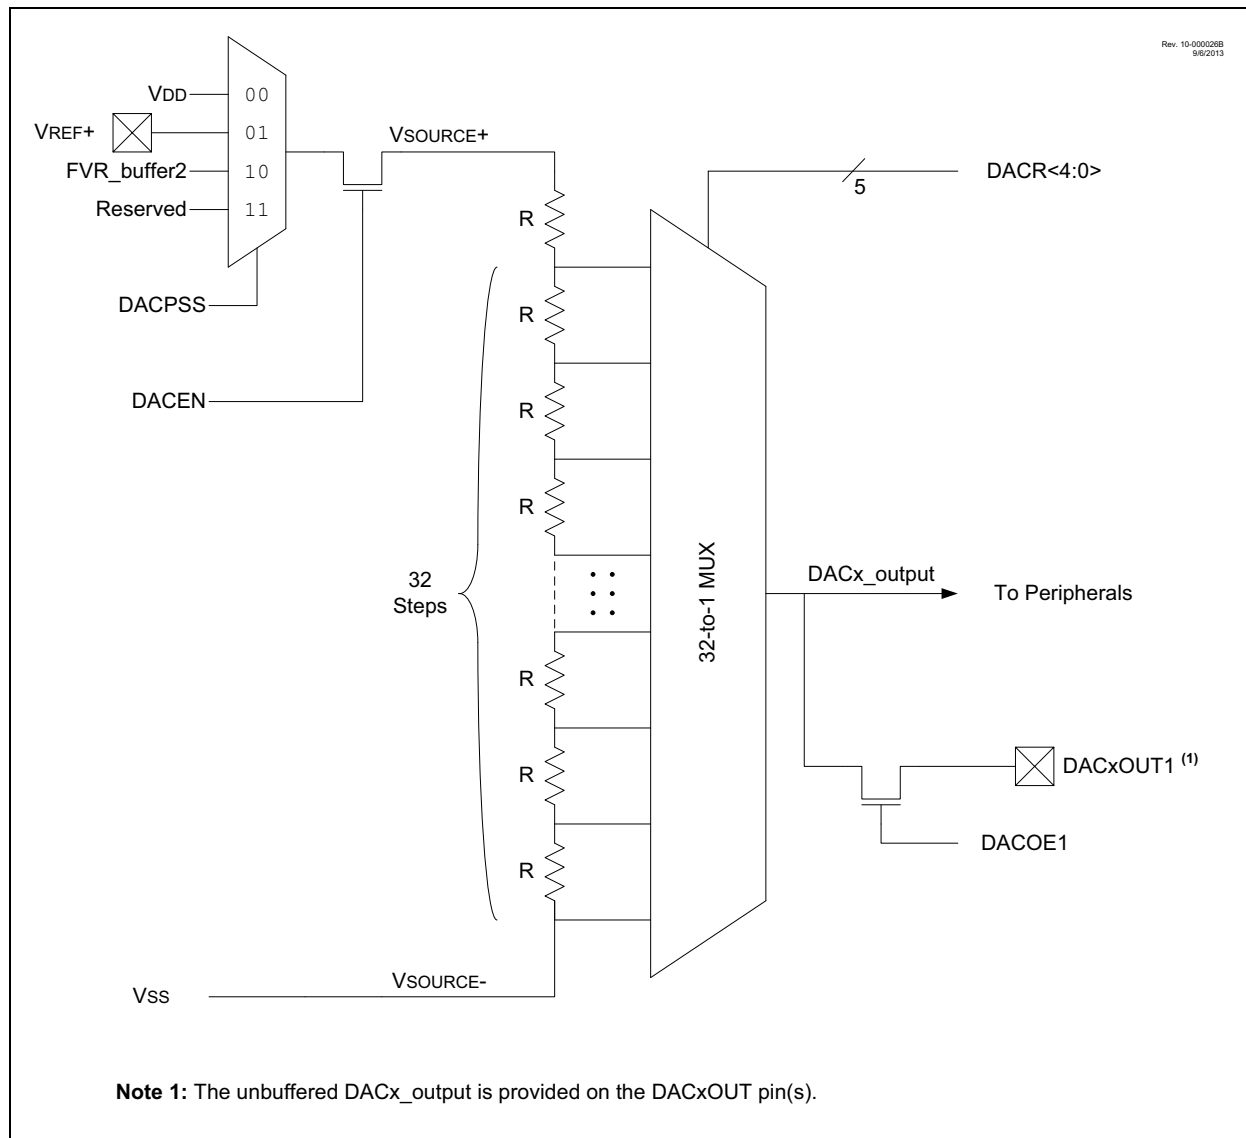 Rev. 10-000026B
9/6/2013
VDD
00
VREF+
01
VSOURCE+
FVR_buffer2
10
DACR<4:0>
5
Reserved
11
R
DACPSS
R
DACEN
R
R
32
Steps
32-to-1 MUX
DACx_output
To Peripherals
R
R
DACxOUT1 (1)
DACOE1
R
VSOURCE-
VSS
Note 1: The unbuffered DACx_output is provided on the DACxOUT pin(s).